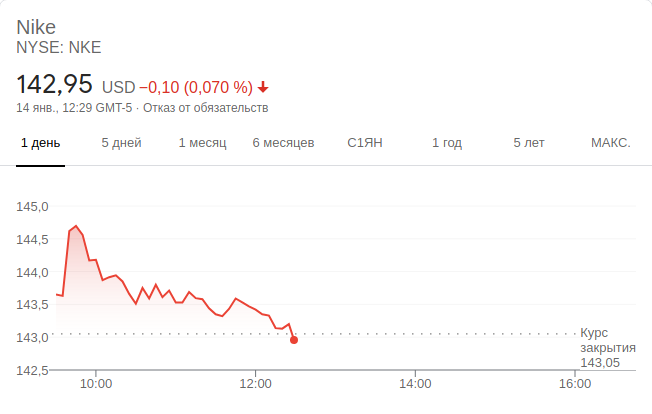 Nike
NYSE: NKE
142,95 USD −0,10 (0,070 %)
14 янв., 12:29 GMT-5 · Отказ от обязательств
1 день 5 дней 1 месяц 6 месяцев С1ЯН 1 год 5 лет МАКС.
145,0
144,5
144,0
143,5
143,0
142,5
Курс
закрытия
143,05
10:00 12:00 14:00 16:00